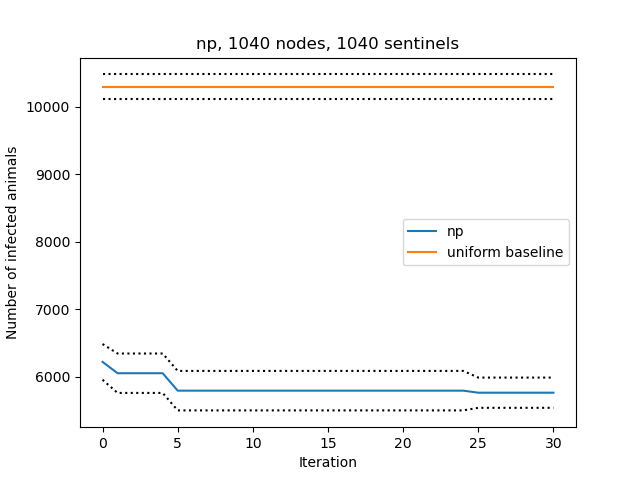 np, 1040 nodes, 1040 sentinels
Number of infected animals
10000
9000
8000
7000
6000
np
uniform baseline
0 5 10 15 20 25 30
Iteration